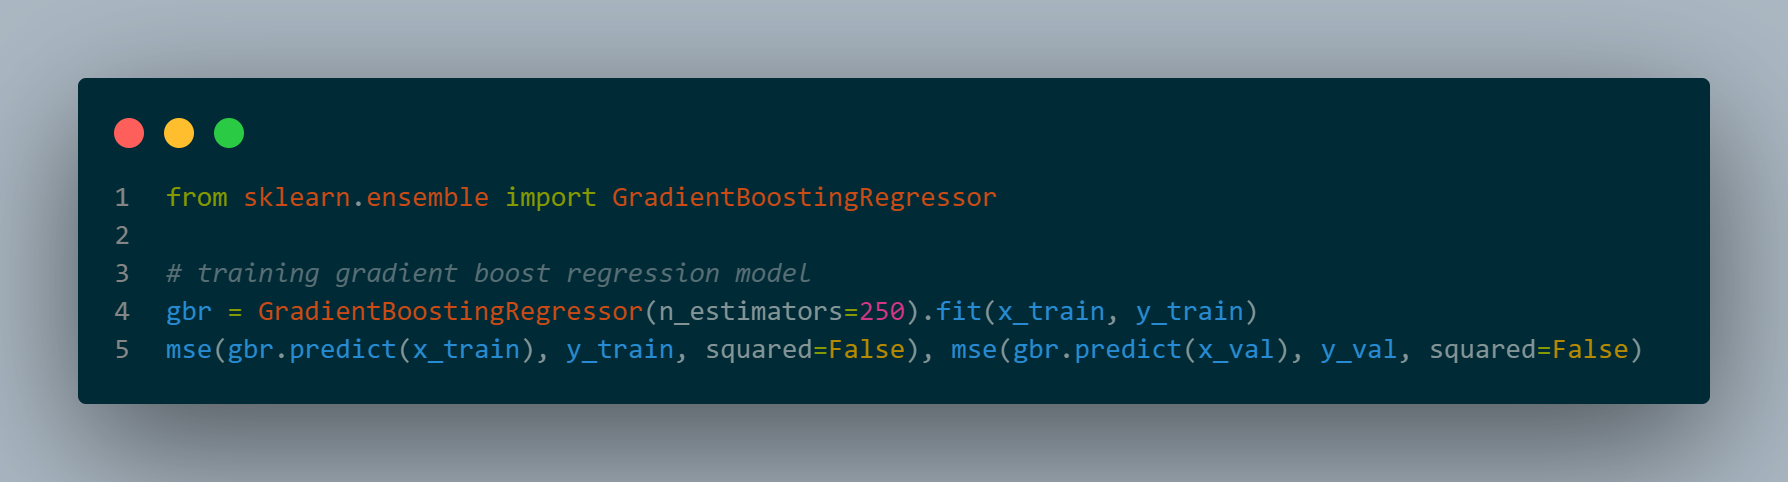 1 from sklearn.ensemble import GradientBoostingRegressor
2
3 # training gradient boost regression model
4 gbr = GradientBoostingRegressor(n_estimators=250).fit(x_train, y_train)
5 mse(gbr.predict(x_train), y_train, squared=False), mse(gbr.predict(x_val), y_val, squared=False)